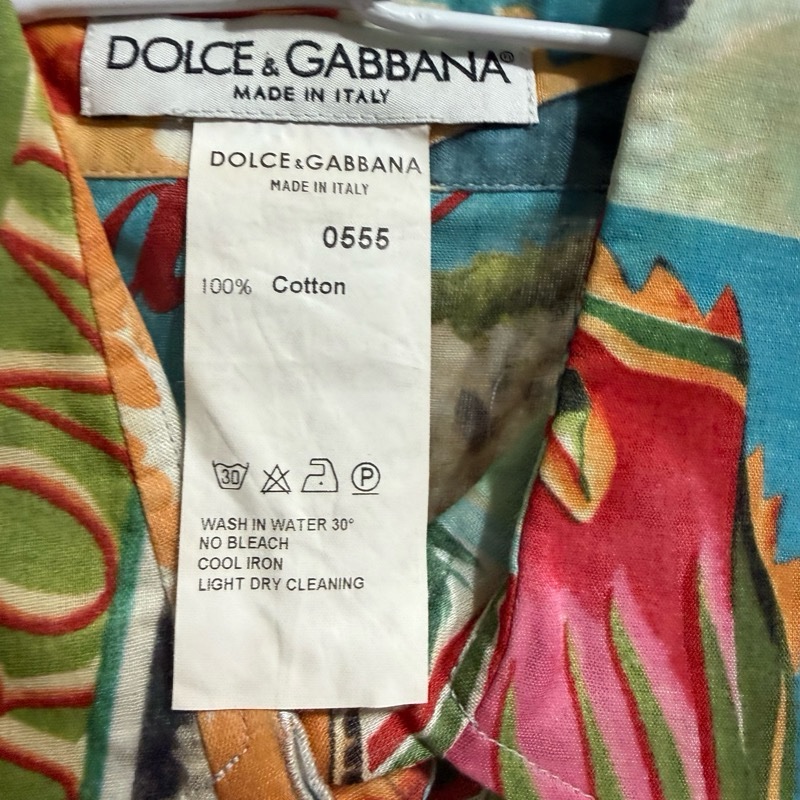 DOLCE & GABBANA®
MADE IN ITALY
DOLCE & GABBANA
MADE IN ITALY
0555
100% Cotton
30 P
WASH IN WATER 30°
NO BLEACH
COOL IRON
LIGHT DRY CLEANING